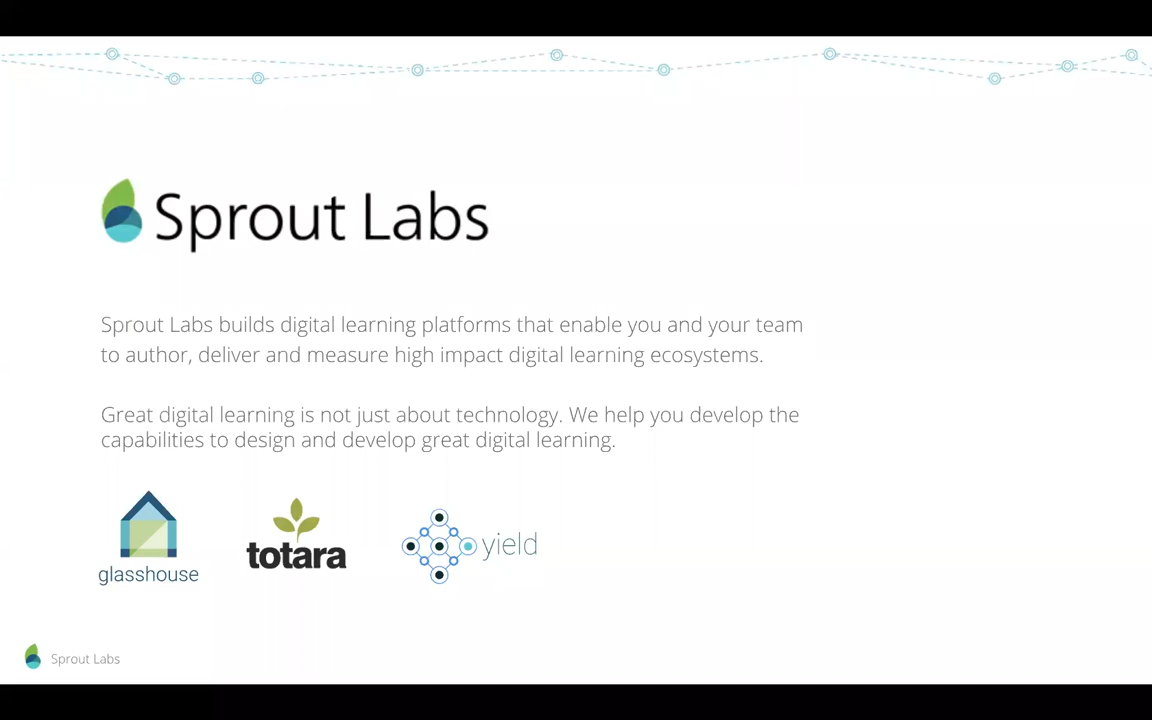 Sprout Labs
Sprout Labs builds digital learning platforms that enable you and your team
to author, deliver and measure high impact digital learning ecosystems.
Great digital learning is not just about technology. We help you develop the
capabilities to design and develop great digital learning.
glasshouse
totara
yield
Sprout Labs